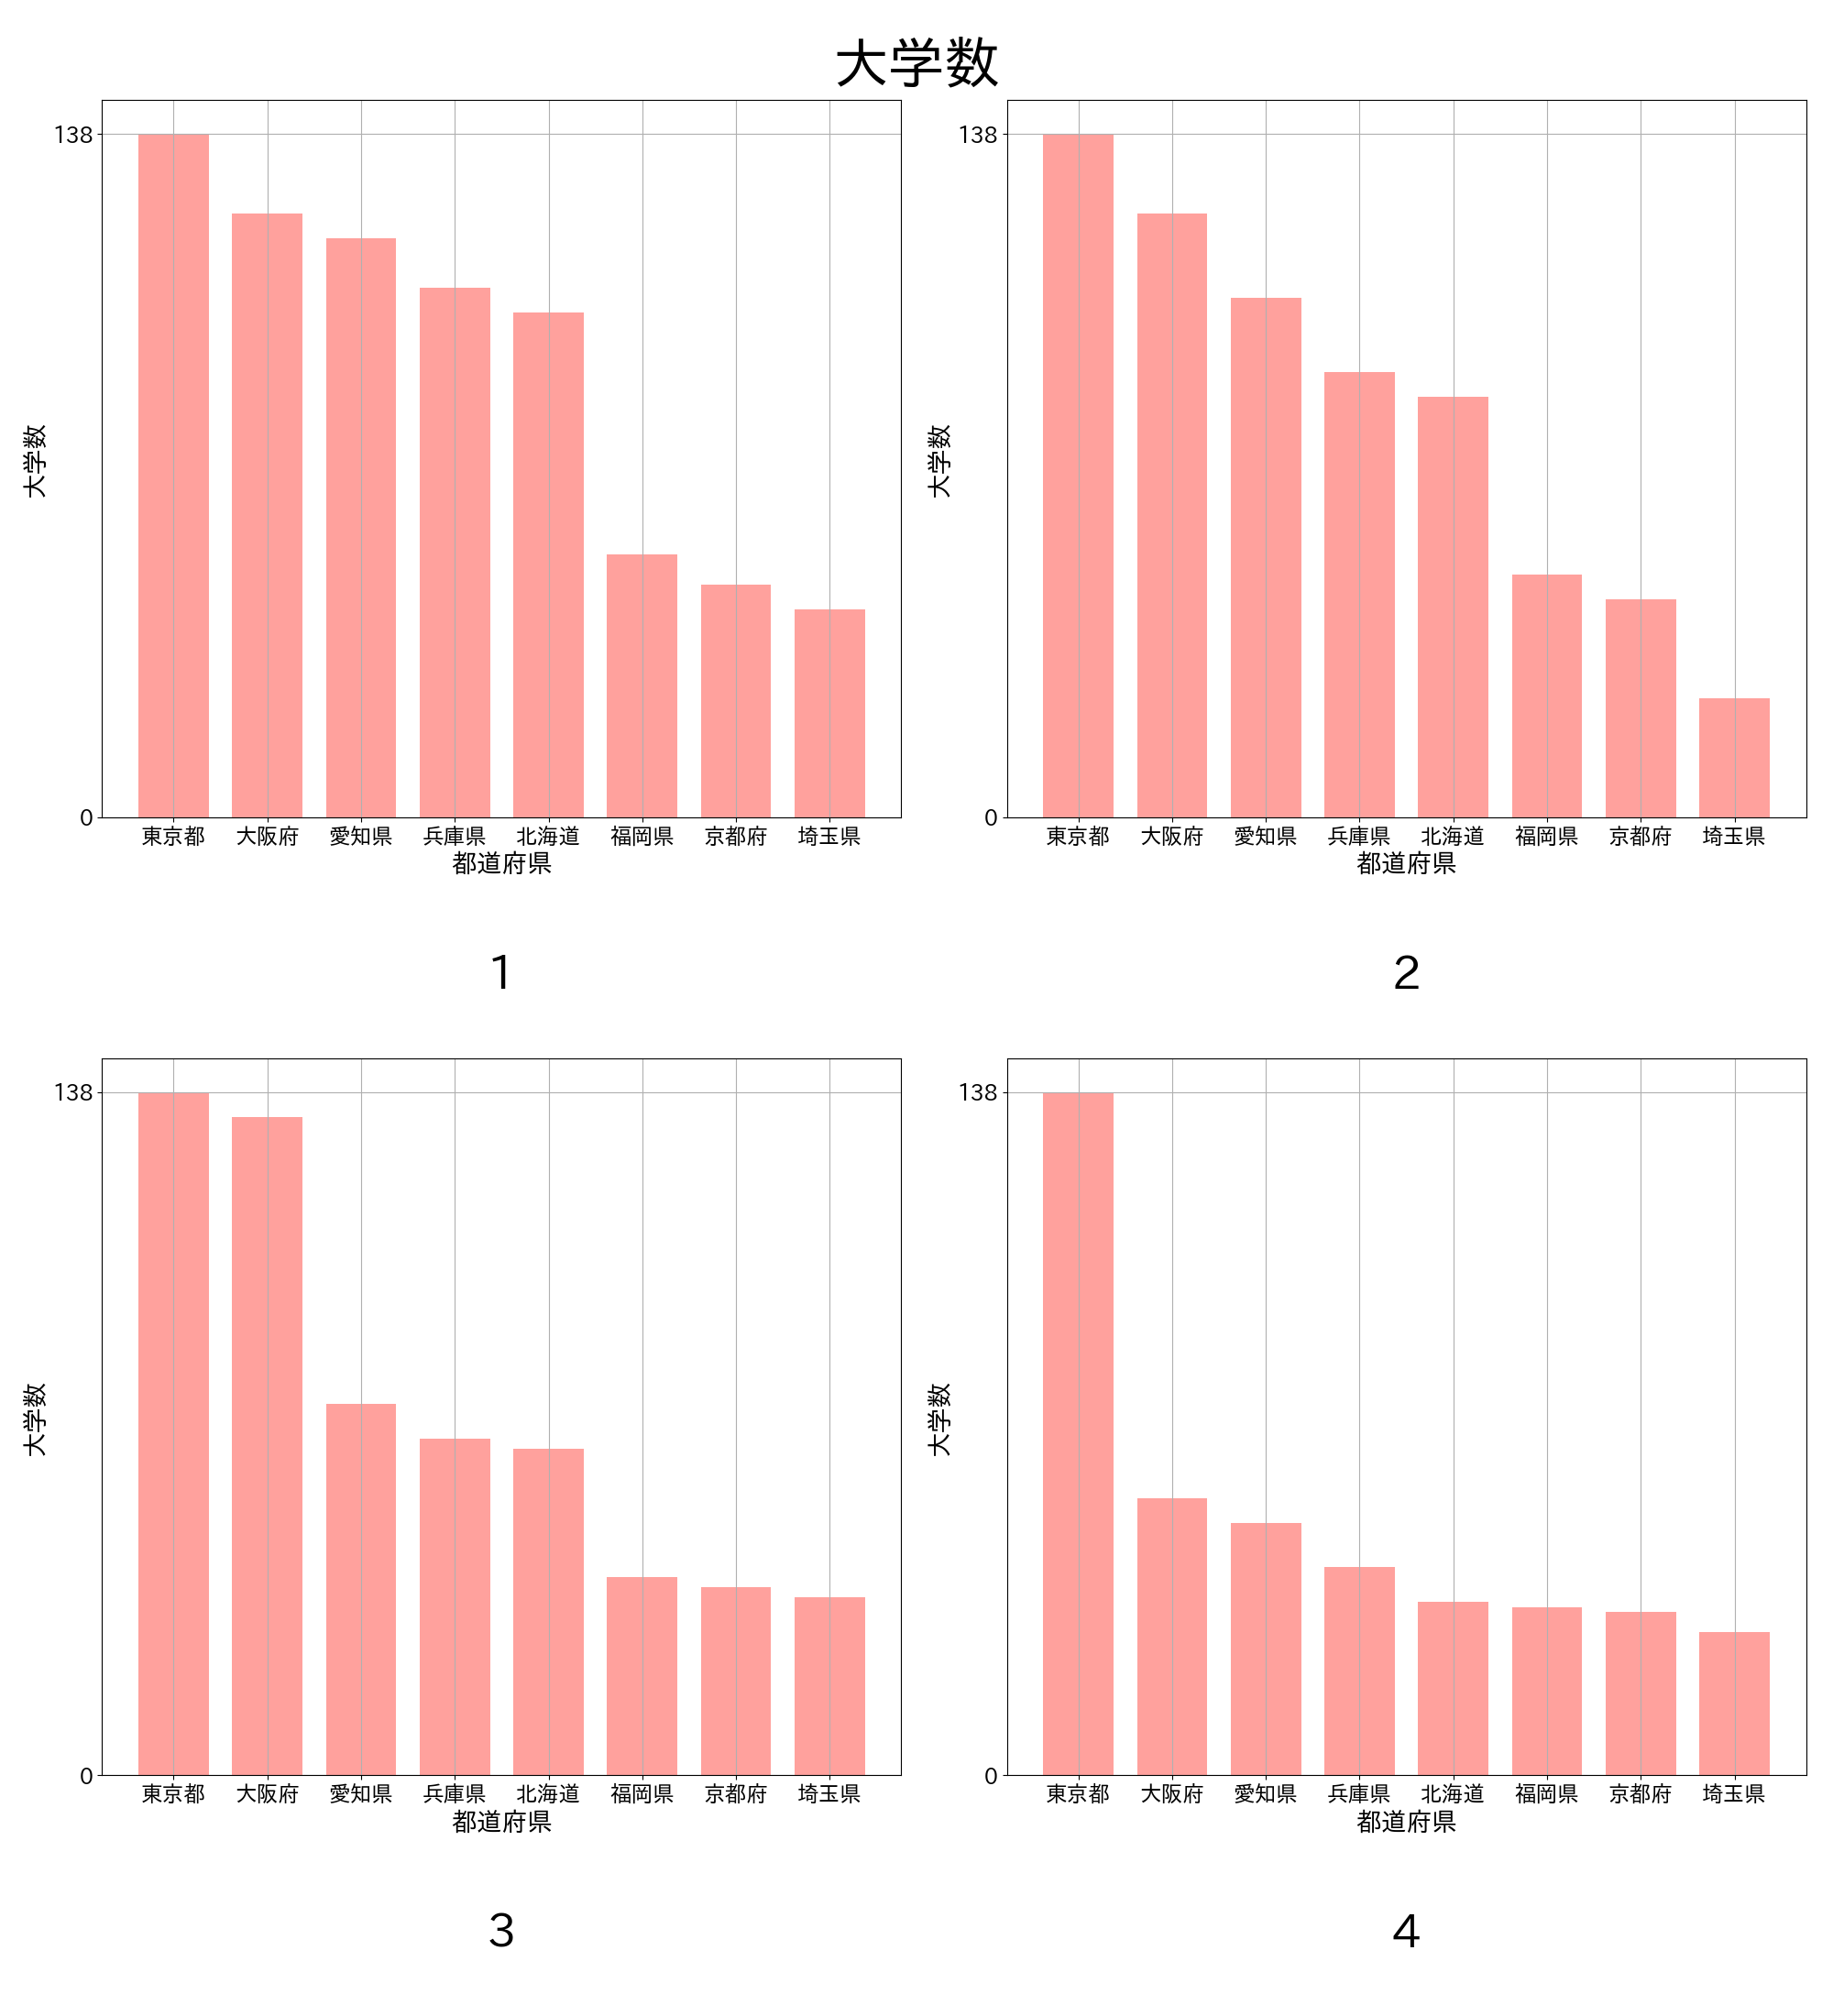 大学数
138
0
大学数
東京都 大阪府 愛知県 兵庫県 北海道 福岡県 京都府 埼玉県
都道府県
1
138
0
大学数
東京都 大阪府 愛知県 兵庫県 北海道 福岡県 京都府 埼玉県
都道府県
2
138
0
大学数
東京都 大阪府 愛知県 兵庫県 北海道 福岡県 京都府 埼玉県
都道府県
3
138
0
大学数
東京都 大阪府 愛知県 兵庫県 北海道 福岡県 京都府 埼玉県
都道府県
4